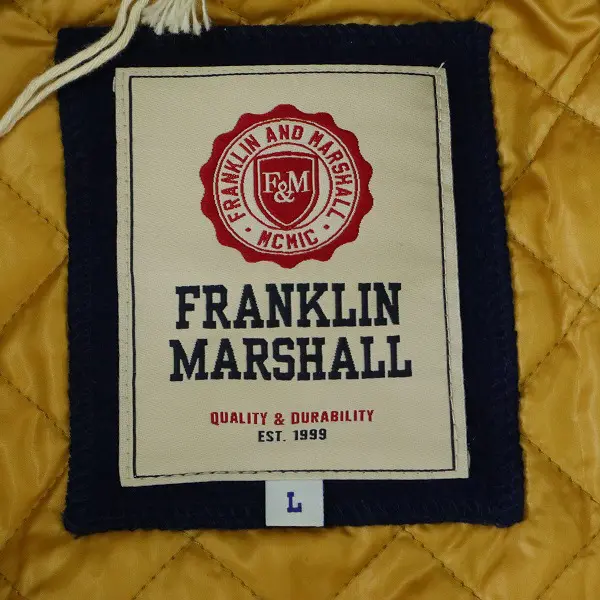 FRANKLIN AND MARSHALL
F&M
· MCMIC ·
FRANKLIN
MARSHALL
QUALITY & DURABILITY
EST. 1999
L